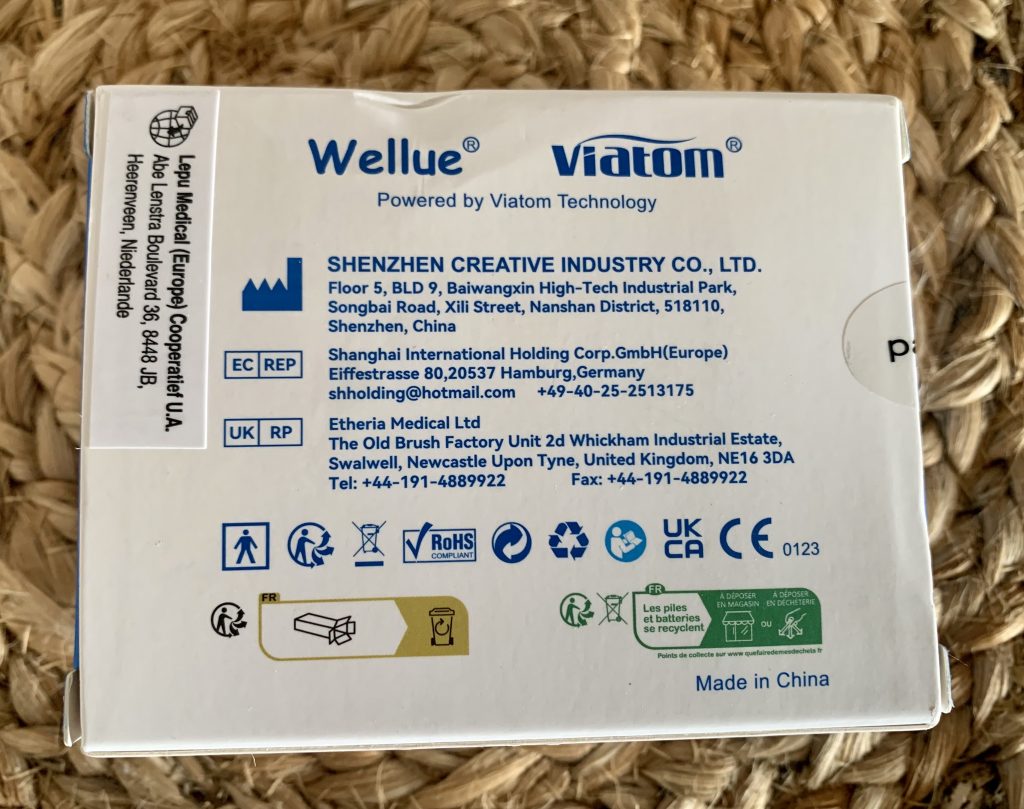 Lepu Medical (Europe) Cooperatief U.A.
Abe Lenstra Boulevard 36, 8448 JB,
Heerenveen, Niederlande
Wellue® Viatom®
Powered by Viatom Technology
SHENZHEN CREATIVE INDUSTRY CO., LTD.
Floor 5, BLD 9, Baiwangxin High-Tech Industrial Park,
Songbai Road, Xili Street, Nanshan District, 518110,
Shenzhen, China
EC REP
Shanghai International Holding Corp.GmbH(Europe)
Eiffestrasse 80,20537 Hamburg,Germany
shholding@hotmail.com +49-40-25-2513175
UK RP
Etheria Medical Ltd
The Old Brush Factory Unit 2d Whickham Industrial Estate,
Swalwell, Newcastle Upon Tyne, United Kingdom, NE16 3DA
Tel: +44-191-4889922 Fax: +44-191-4889922
RoHS
COMPLIANT
UK
CA
CE 0123
FR
FR
Les piles
et batteries
se recyclent
À DÉPOSER
EN MAGASIN
OU
À DÉPOSER
EN DÉCHÈTERIE
Points de collecte sur www.quefairedemesdechets.fr
Made in China